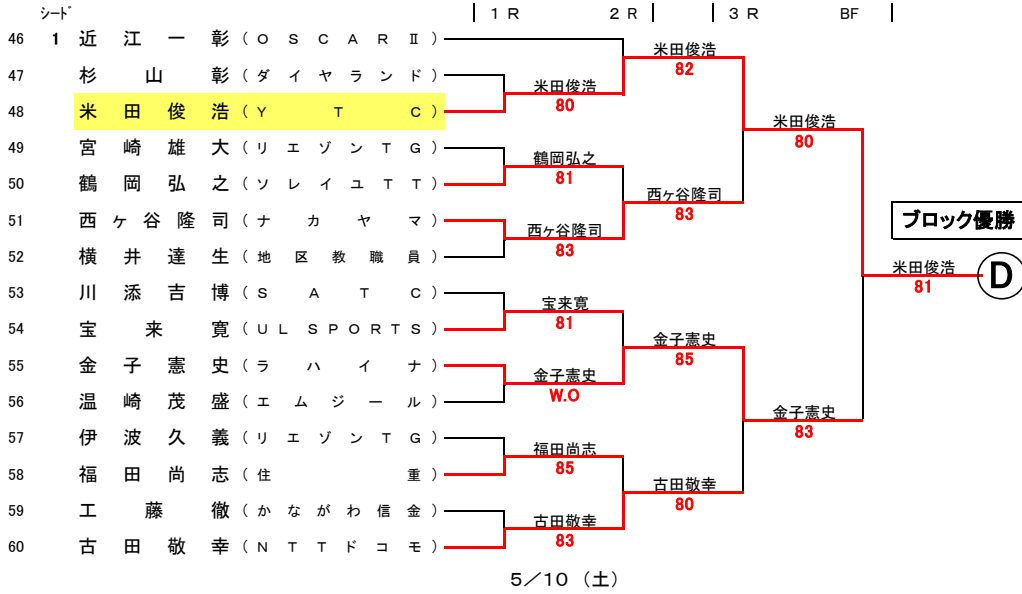 シード 1R 2R 3R BF
46 1 近江一彰（OSCARⅡ）
47 杉山彰（ダイヤランド）
48 米田俊浩（YTC）
49 宮崎雄大（リエゾンTG）
50 鶴岡弘之（ソレイユTT）
51 西ヶ谷隆司（ナカヤマ）
52 横井達生（地区教職員）
53 川添吉博（SATC）
54 宝来寛（UL SPORTS）
55 金子憲史（ラハイナ）
56 温崎茂盛（エムジール）
57 伊波久義（リエゾンTG）
58 福田尚志（住重）
59 工藤徹（かながわ信金）
60 古田敬幸（NTTドコモ）
米田俊浩
80
鶴岡弘之
81
西ヶ谷隆司
83
宝来寛
81
金子憲史
W.O
福田尚志
85
古田敬幸
83
米田俊浩
82
西ヶ谷隆司
83
金子憲史
85
古田敬幸
80
米田俊浩
80
金子憲史
83
ブロック優勝
米田俊浩
81
D
5／10（土）